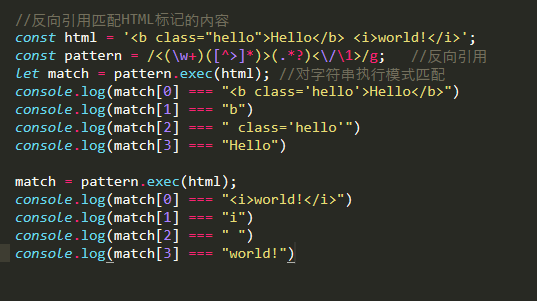 //反向引用匹配HTML标记的内容
const html = '<b class="hello">Hello</b> <i>world!</i>';
const pattern = /<(\w+)([^>]*)>(.*?)<\/\1>/g;   //反向引用
let match = pattern.exec(html); //对字符串执行模式匹配
console.log(match[0] === "<b class='hello'>Hello</b>")
console.log(match[1] === "b")
console.log(match[2] === " class='hello'")
console.log(match[3] === "Hello")
match = pattern.exec(html);
console.log(match[0] === "<i>world!</i>")
console.log(match[1] === "i")
console.log(match[2] === " ")
console.log(match[3] === "world!")